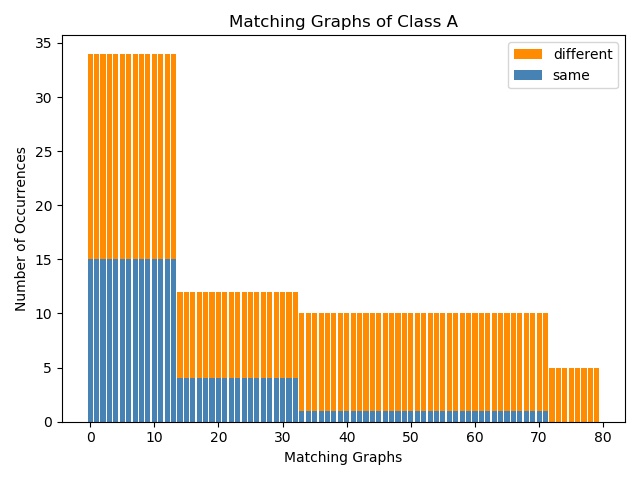 Matching Graphs of Class A
different
same
Number of Occurrences
35
30
25
20
15
10
5
0
0 10 20 30 40 50 60 70 80
Matching Graphs